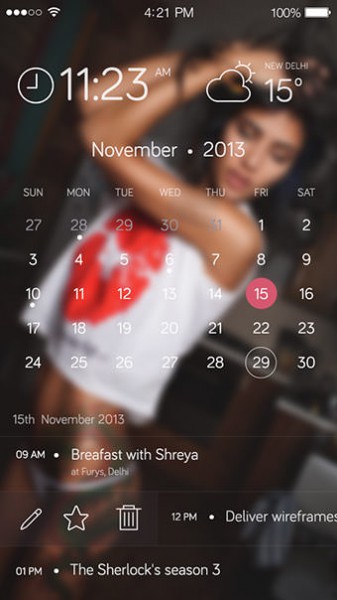 4:21 PM 100%
11:23 AM NEW DELHI 15°
November • 2013
SUN MON TUE WED THU FRI SAT
27 28 29 30 31 1 2
3 4 5 6 7 8 9
10 11 12 13 14 15 16
17 18 19 20 21 22 23
24 25 26 27 28 29 30
15th November 2013
09 AM • Breafast with Shreya
at Furys, Delhi
12 PM • Deliver wireframes
01 PM • The Sherlock's season 3